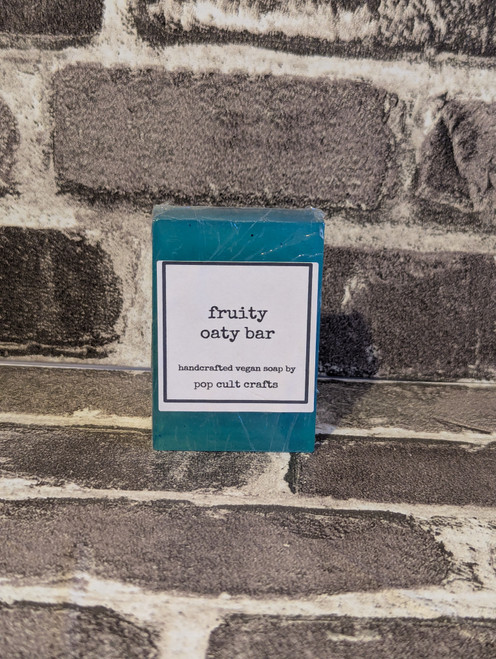 fruity
oaty bar
handcrafted vegan soap by
pop cult crafts